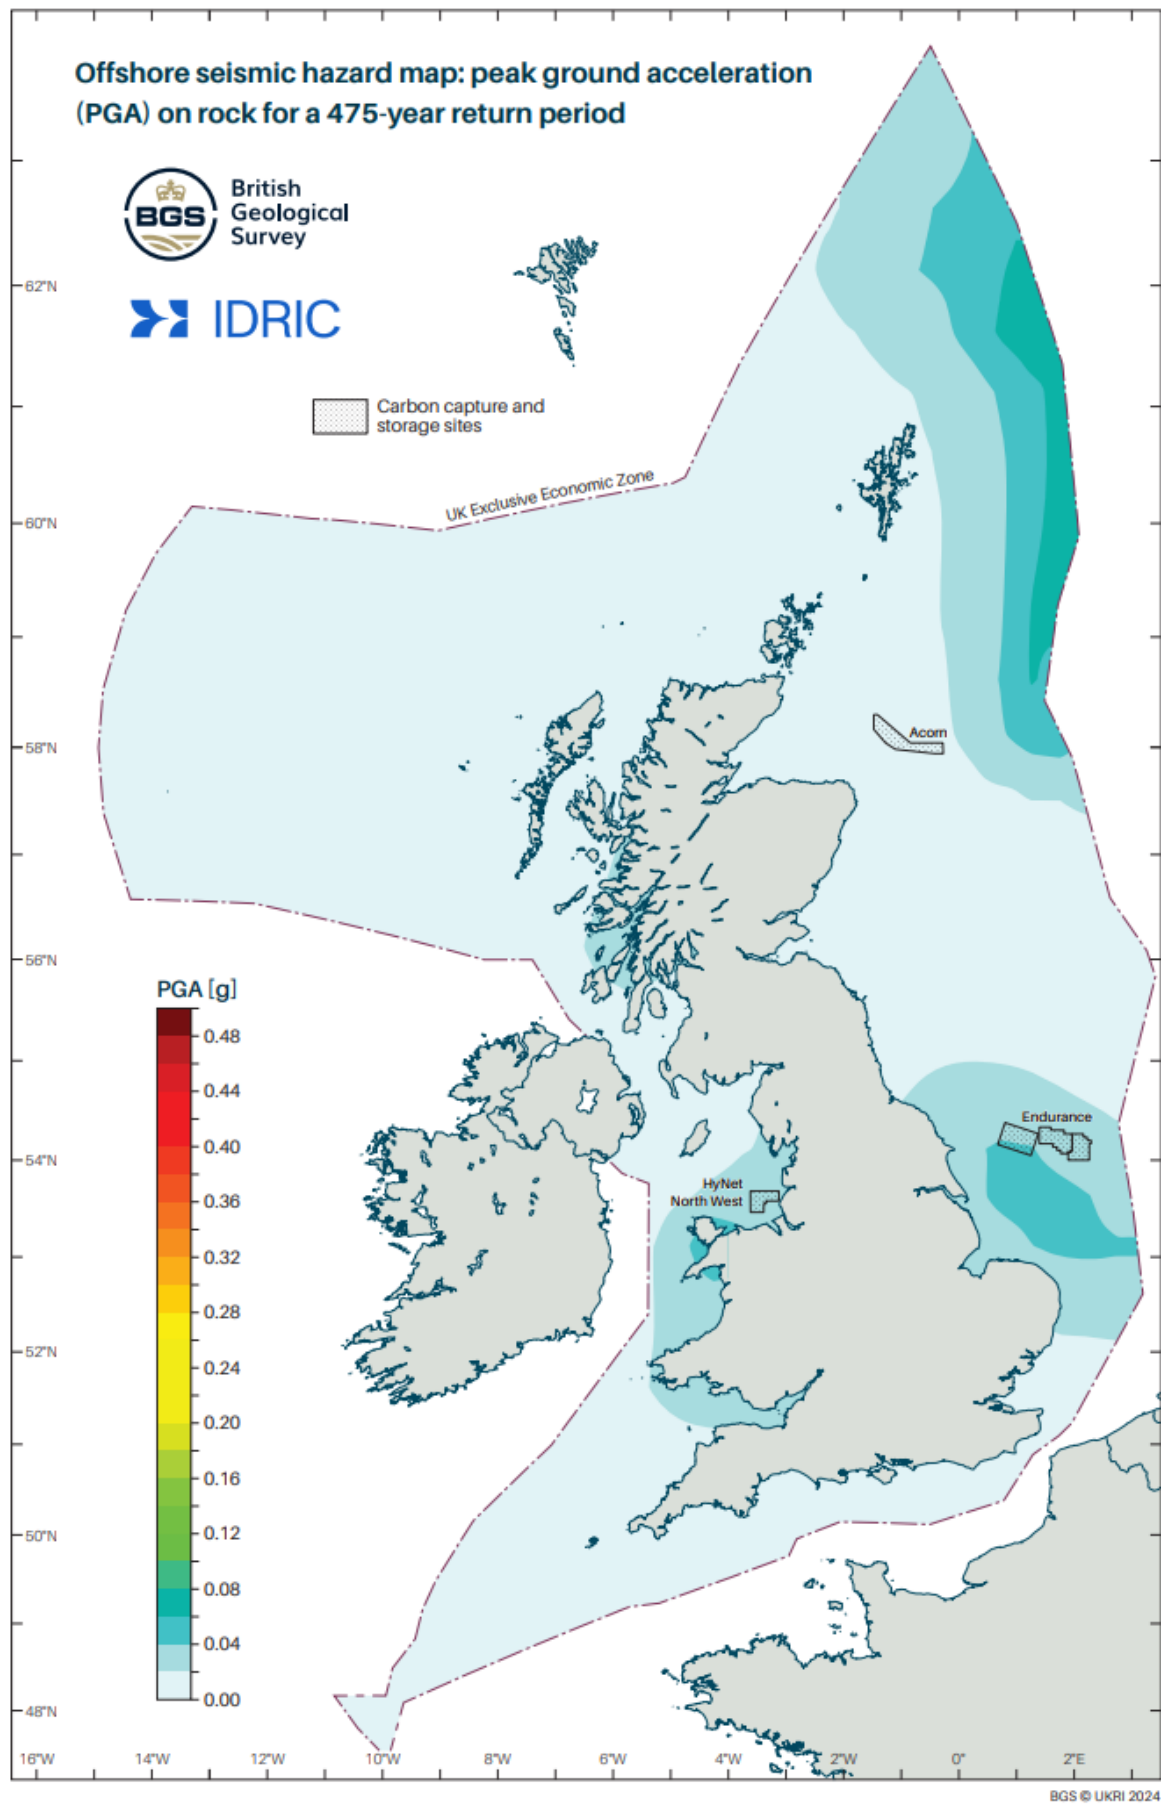 Offshore seismic hazard map: peak ground acceleration
(PGA) on rock for a 475-year return period
BGS
British
Geological
Survey
IDRIC
Carbon capture and
storage sites
UK Exclusive Economic Zone
62°N
60°N
58°N
56°N
54°N
52°N
50°N
48°N
Acorn
Endurance
HyNet
North West
PGA [g]
0.48
0.44
0.40
0.36
0.32
0.28
0.24
0.20
0.16
0.12
0.08
0.04
0.00
16°W
14°W
12°W
10°W
8°W
6°W
4°W
2°W
0°
2°E
BGS © UKRI 2024